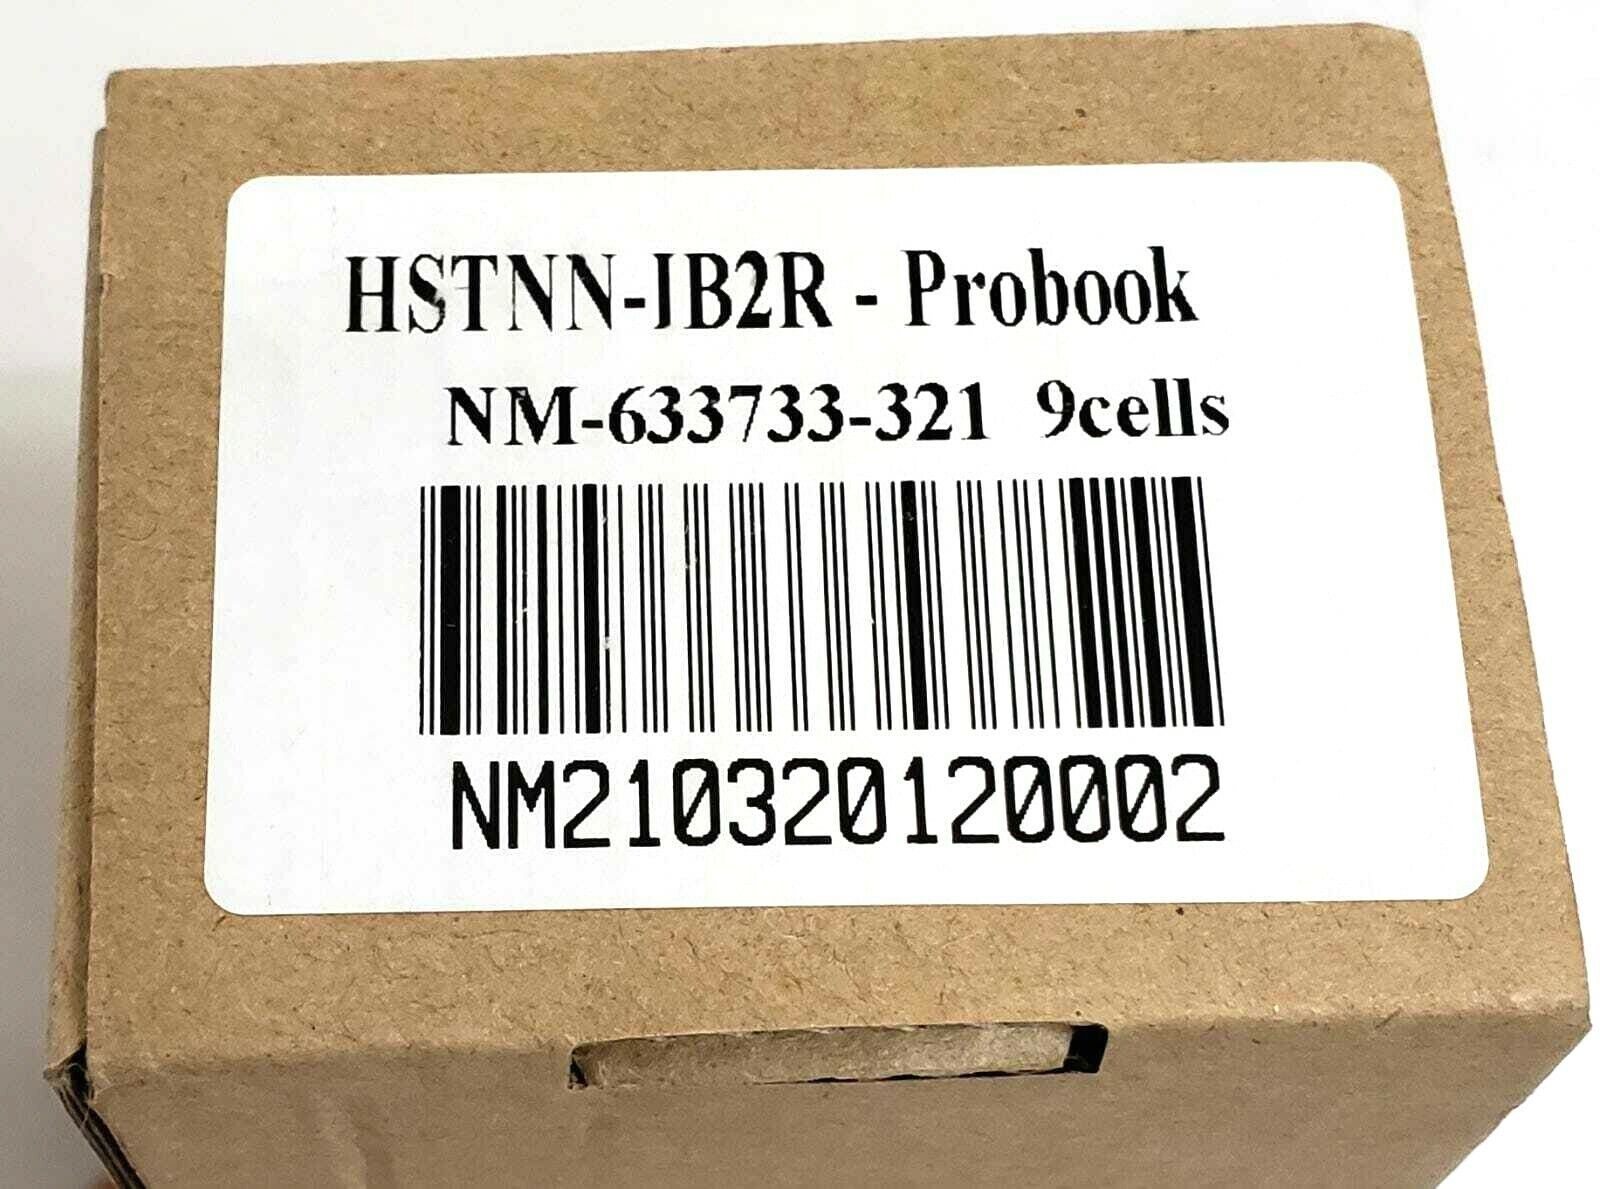 HSTNN-IB2R - Probook
NM-633733-321 9cells
NM210320120002